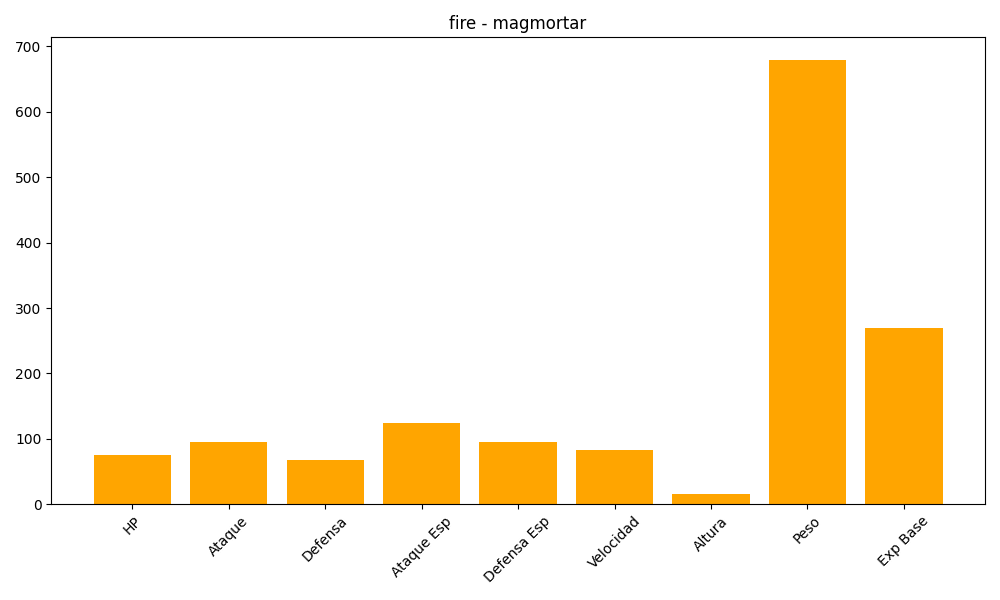 fire - magmortar
700
600
500
400
300
200
100
0
HP
Ataque
Defensa
Ataque Esp
Defensa Esp
Velocidad
Altura
Peso
Exp Base